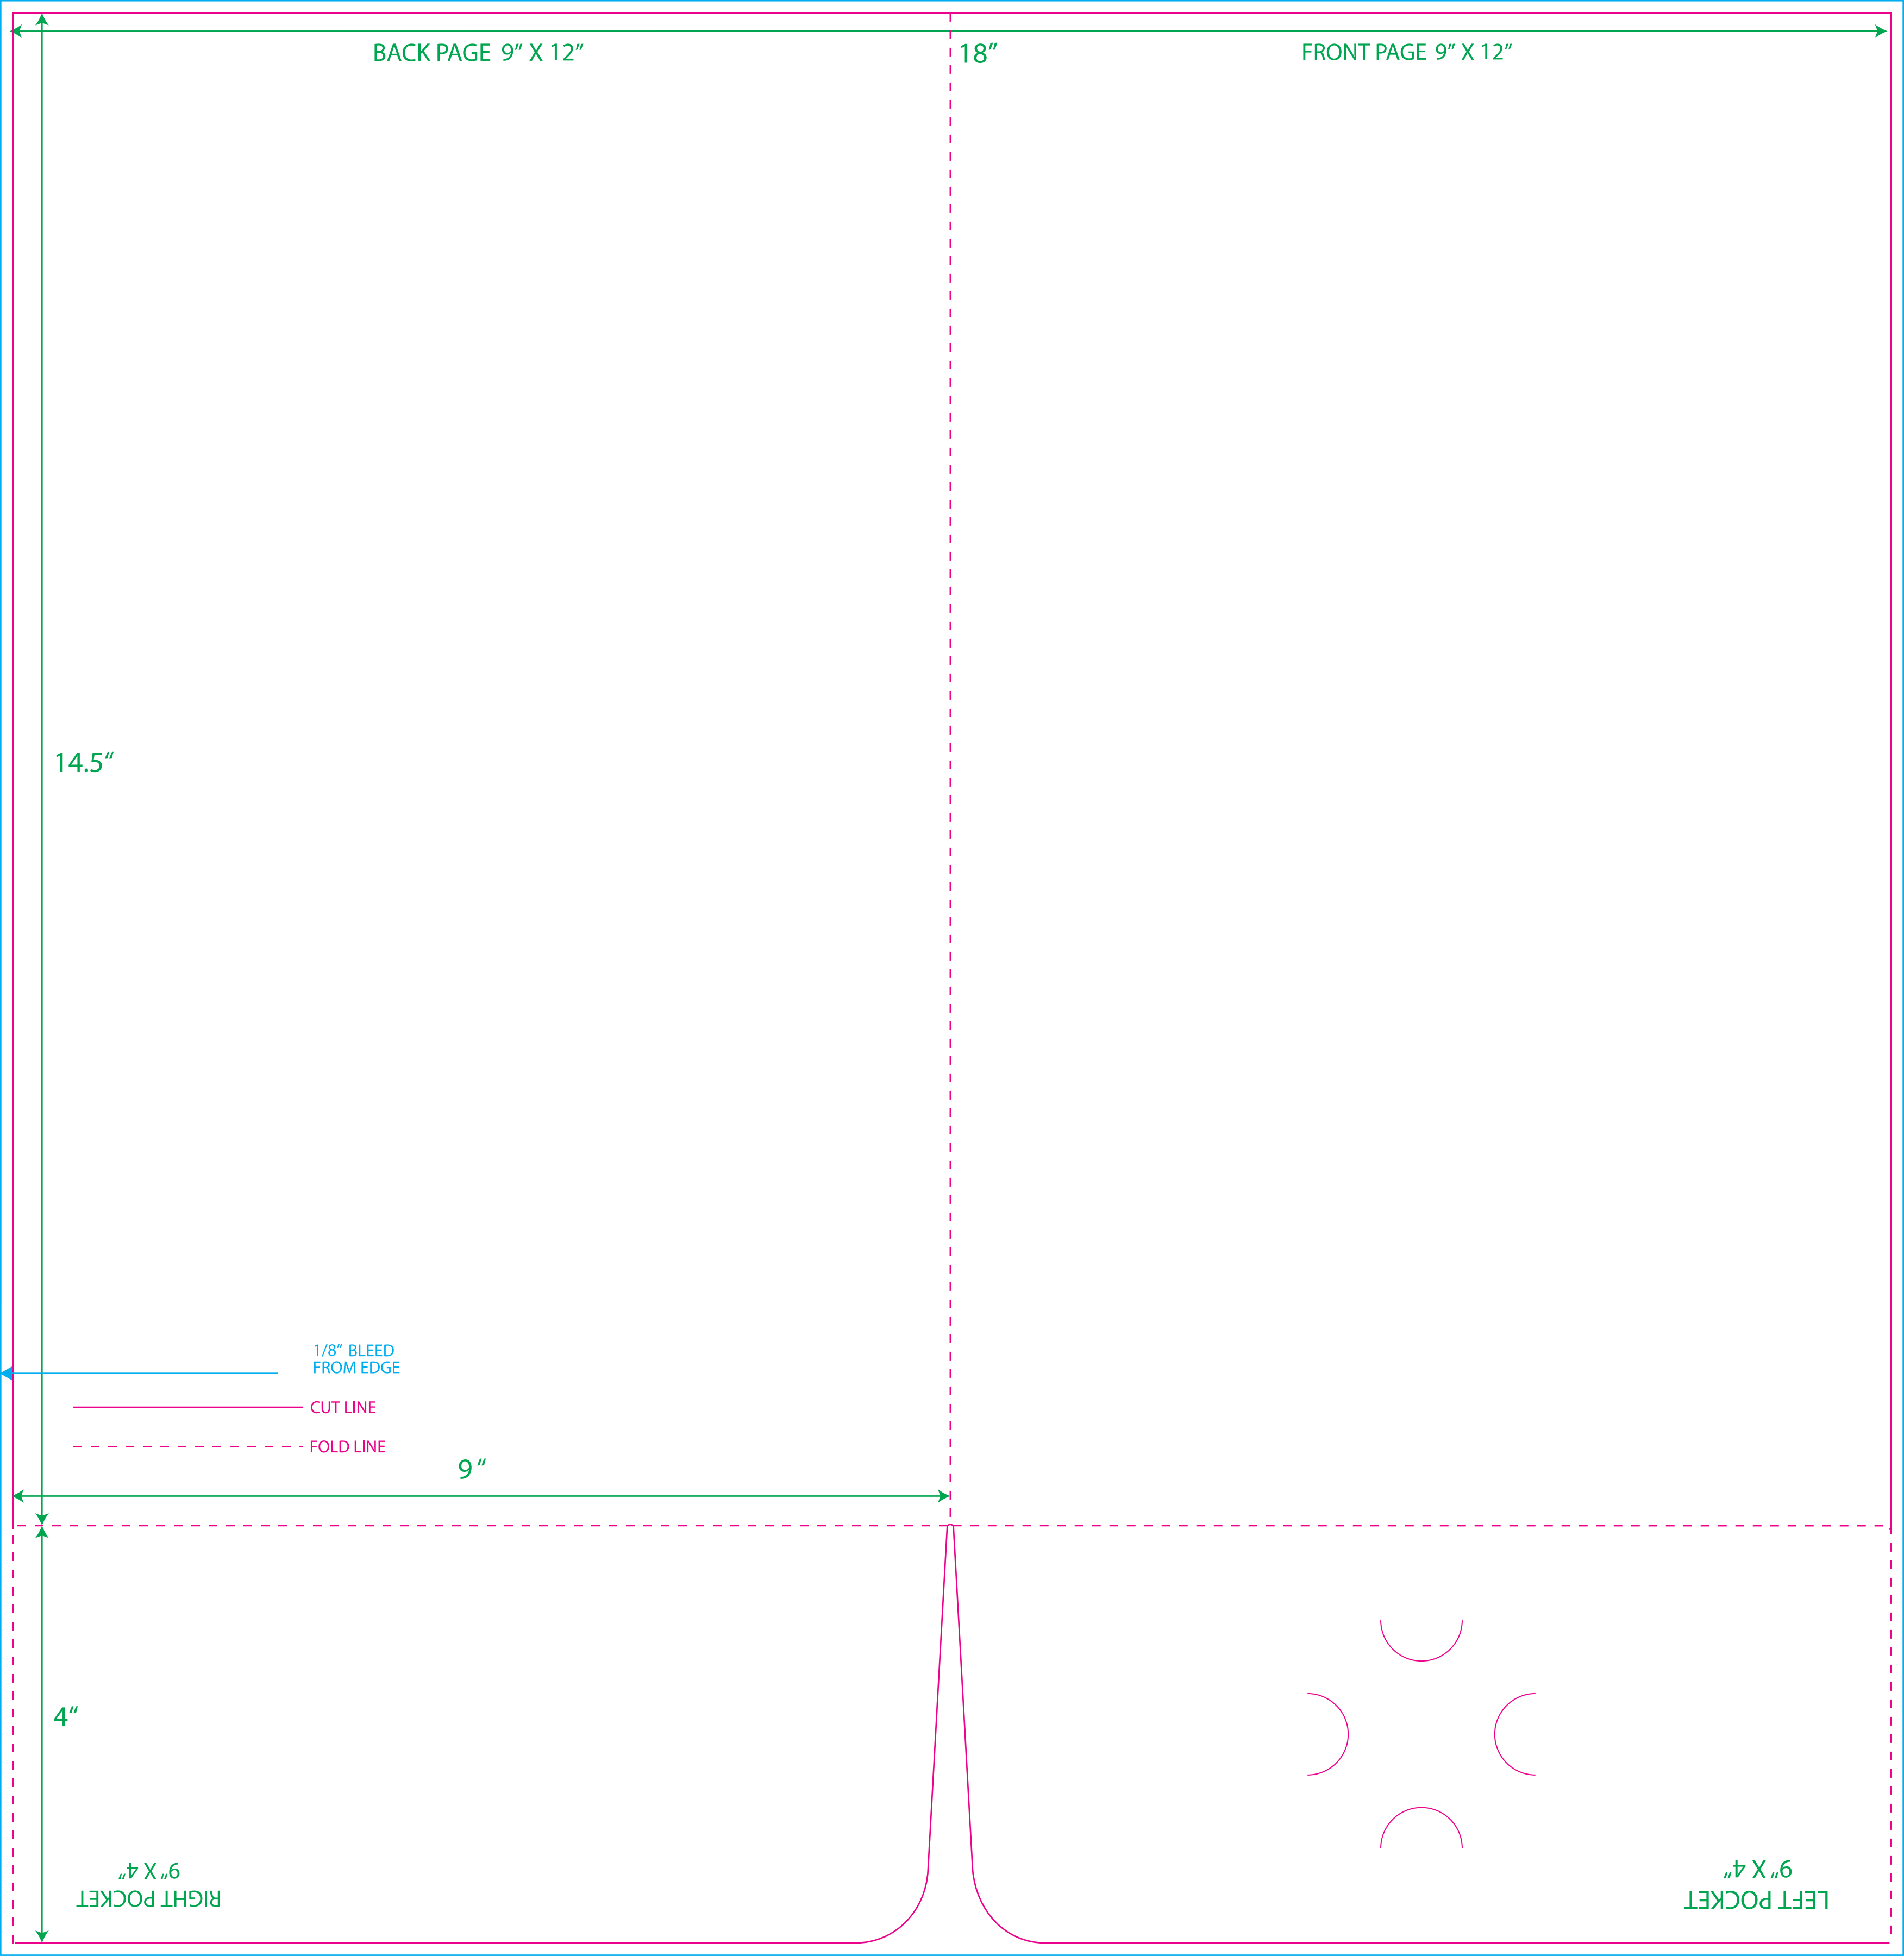 BACK PAGE 9” X 12”
18”
FRONT PAGE 9” X 12”
14.5“
1/8” BLEED
FROM EDGE
CUT LINE
FOLD LINE
9 “
4“
RIGHT POCKET
9” X 4”
LEFT POCKET
9” X 4”